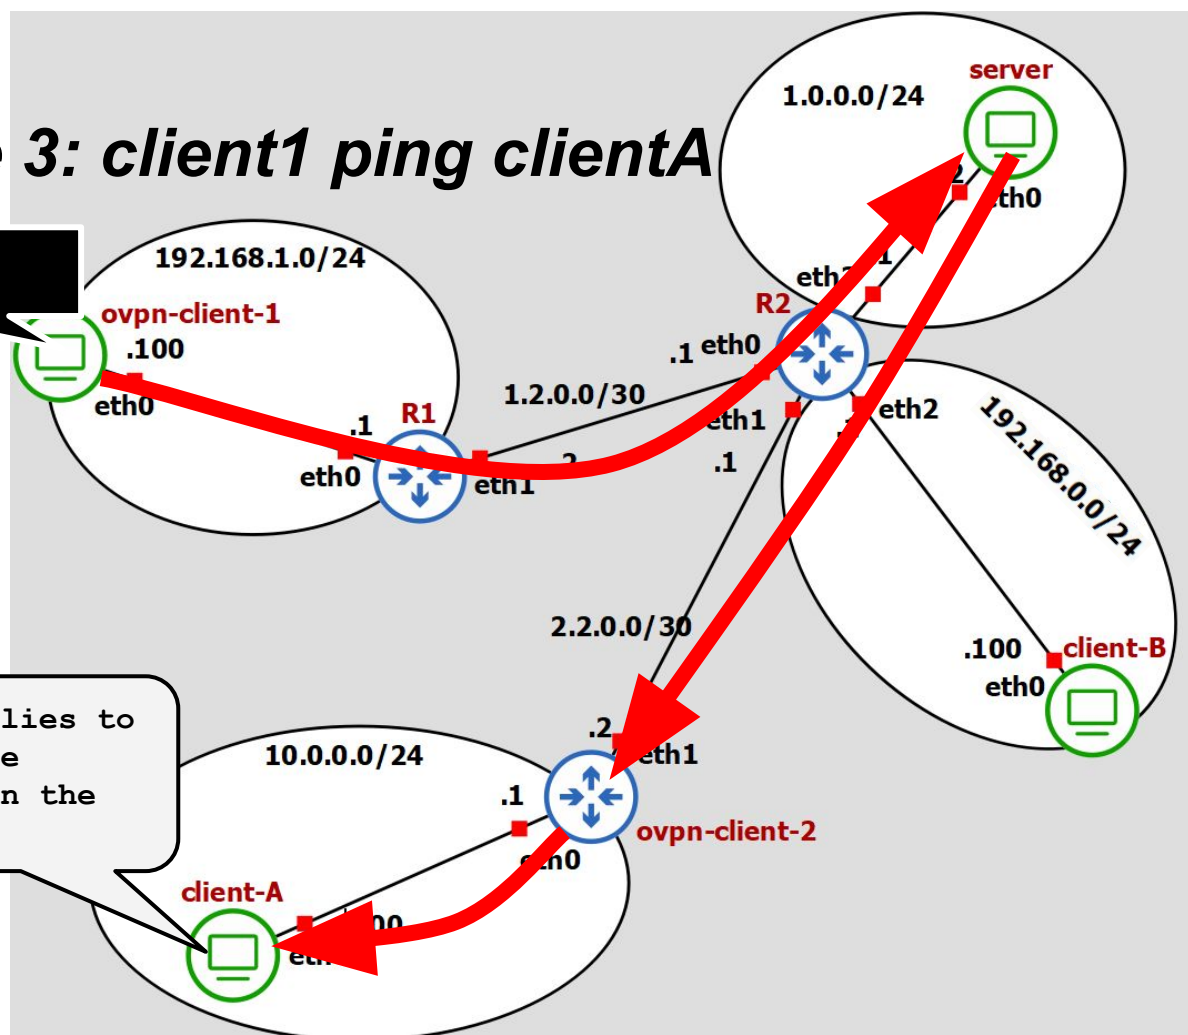 server
1.0.0.0/24
3: client1 ping clientA
eth0
192.168.1.0/24
ovpn-client-1
R2
.100
.1 eth0
1.2.0.0/30
eth0
R1
eth1
eth2
.1
192.168.0.0/24
.1
eth0
eth1
2.2.0.0/30
.100
client-B
eth0
lies to
.2
eth1
10.0.0.0/24
n the
.1
ovpn-client-2
eth0
client-A